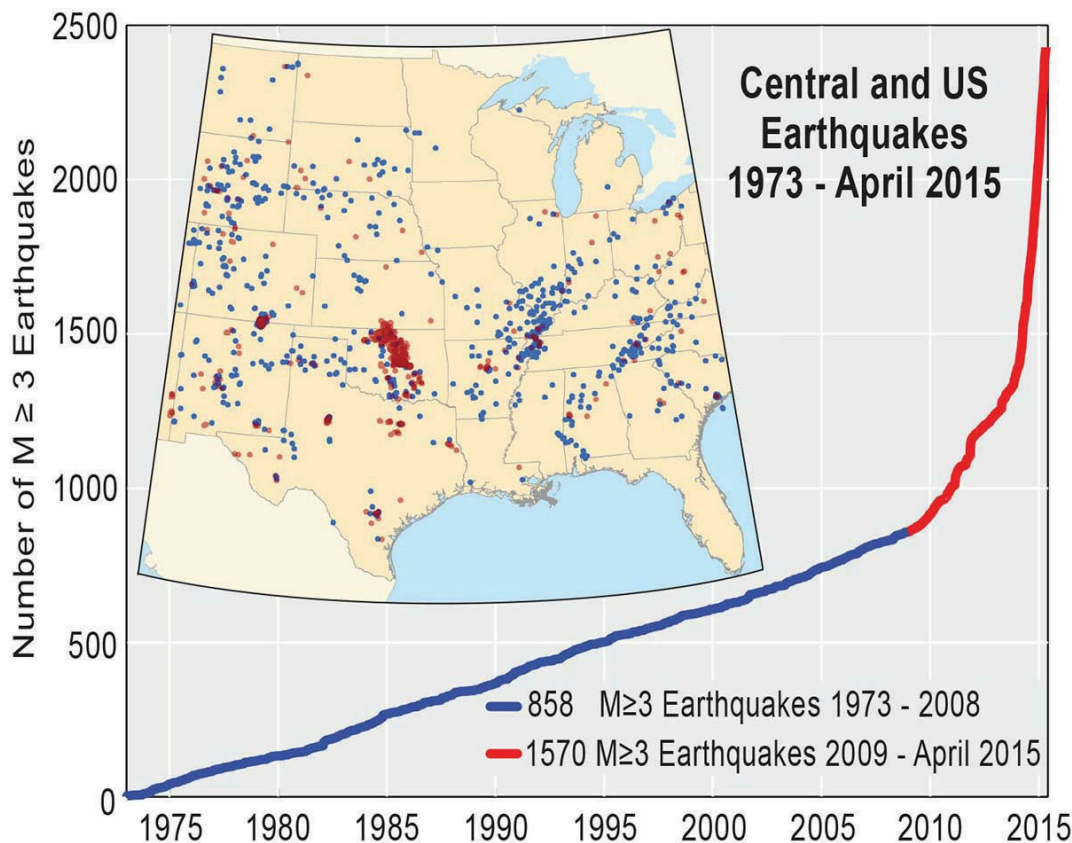 Central and US
Earthquakes
1973 - April 2015
Number of M ≥ 3 Earthquakes
2500
2000
1500
1000
500
0
858 M≥3 Earthquakes 1973 - 2008
1570 M≥3 Earthquakes 2009 - April 2015
1975 1980 1985 1990 1995 2000 2005 2010 2015